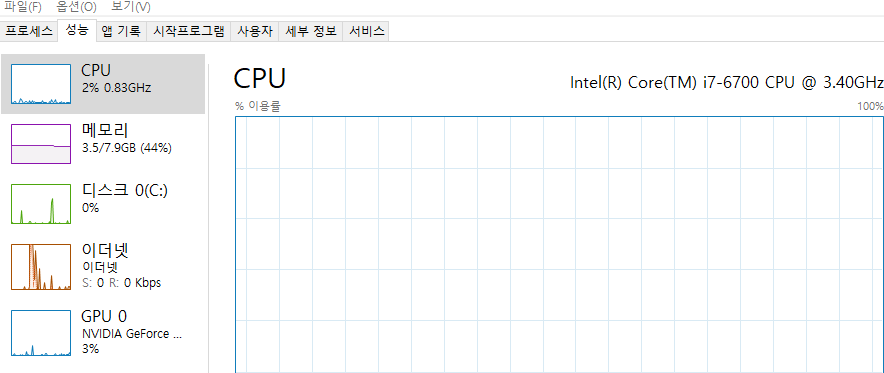 파일(F) 옵션(O) 보기(V)
프로세스 성능 앱 기록 시작프로그램 사용자 세부 정보 서비스
CPU
2% 0.83GHz
메모리
3.5/7.9GB (44%)
디스크 0(C:)
0%
이더넷
이더넷
S: 0 R: 0 Kbps
GPU 0
NVIDIA GeForce ...
3%
CPU Intel(R) Core(TM) i7-6700 CPU @ 3.40GHz
% 이용률 100%